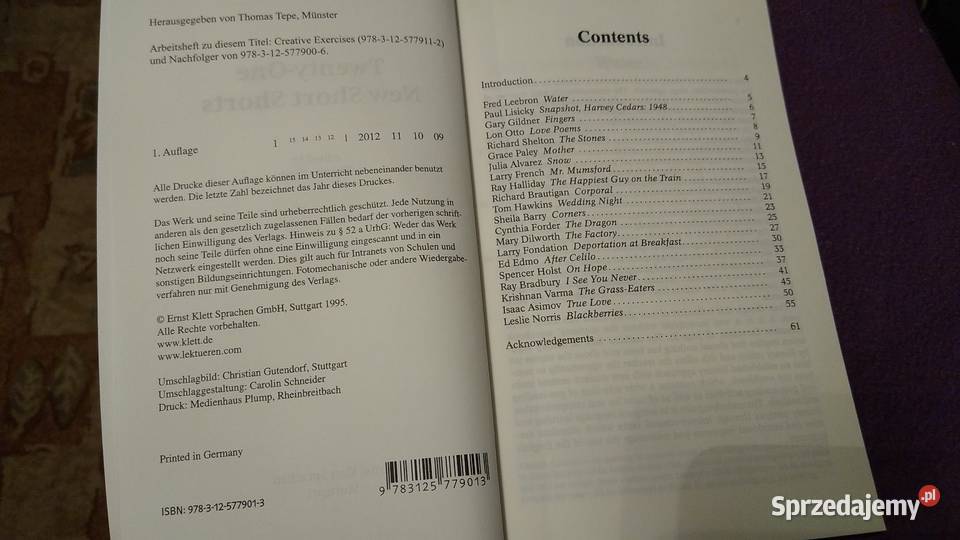 Herausgegeben von Thomas Tepe, Münster
Arbeitsheft zu diesem Titel: Creative Exercises (978-3-12-577911-2)
und Nachfolger von 978-3-12-577900-6.
1. Auflage 1 15 14 13 12 | 2012 11 10 09
Alle Drucke dieser Auflage können im Unterricht nebeneinander benutzt
werden. Die letzte Zahl bezeichnet das Jahr dieses Druckes.
Das Werk und seine Teile sind urheberrechtlich geschützt. Jede Nutzung in
anderen als den gesetzlich zugelassenen Fällen bedarf der vorherigen schrift-
lichen Einwilligung des Verlags. Hinweis zu § 52 a UrhG: Weder das Werk
noch seine Teile dürfen ohne eine Einwilligung eingescannt und in ein
Netzwerk eingestellt werden. Dies gilt auch für Intranets von Schulen und
sonstigen Bildungseinrichtungen. Fotomechanische oder andere Wiedergabe-
verfahren nur mit Genehmigung des Verlags.
© Ernst Klett Sprachen GmbH, Suttgart 1995.
Alle Rechte vorbehalten.
www.klett.de
www.lektueren.com
Umschlagbild: Christian Gutendorf, Stuttgart
Umschlaggestaltung: Carolin Schneider
Druck: Medienhaus Plump, Rheinbreitbach
Printed in Germany
ISBN: 978-3-12-577901-3
9 783125 779013
Contents
Introduction 4
Fred Leebron Water 5
Paul Lisicky Snapshot, Harvey Cedars: 1948 6
Gary Gildner Fingers 7
Lon Otto Love Poems 8
Richard Shelton The Stones 9
Grace Paley Mother 11
Julia Alvarez Snow 13
Larry French Mr. Mumsford 15
Ray Halliday The Happiest Guy on the Train 17
Richard Brautigan Corporal 19
Tom Hawkins Wedding Night 21
Sheila Barry Corners 23
Cynthia Forder The Dragon 25
Mary Dilworth The Factory 27
Larry Fondation Deportation at Breakfast 30
Ed Edmo After Celilo 33
Spencer Holst On Hope 37
Ray Bradbury I See You Never 41
Krishnan Varma The Grass-Eaters 45
Isaac Asimov True Love 50
Leslie Norris Blackberries 55
Acknowledgements 61
Sprzedajemy.pl